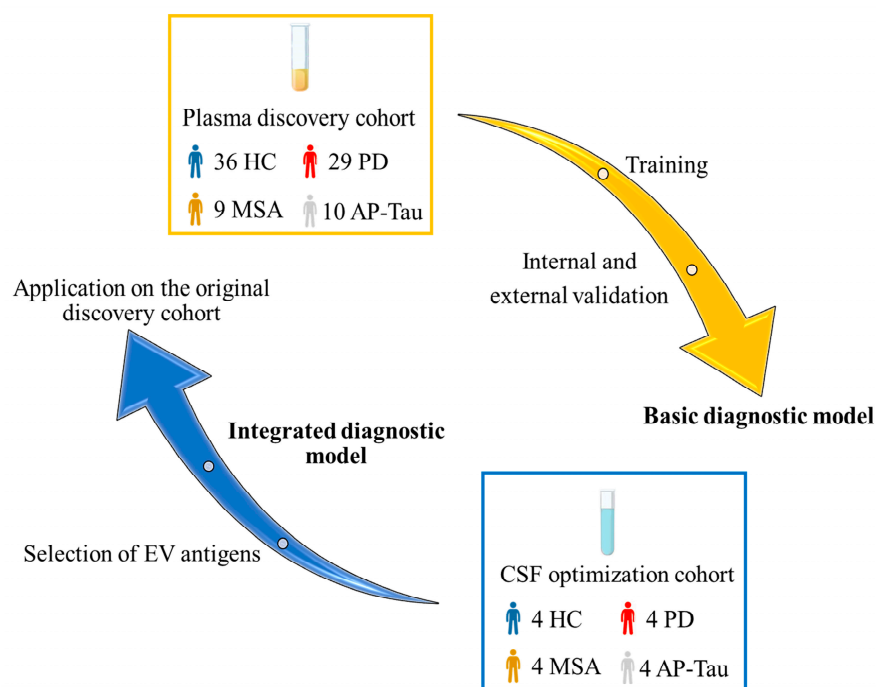 Plasma discovery cohort
36 HC
29 PD
9 MSA
10 AP-Tau
Training
Internal and
external validation
Basic diagnostic model
Application on the original
discovery cohort
Integrated diagnostic
model
Selection of EV antigens
CSF optimization cohort
4 HC
4 PD
4 MSA
4 AP-Tau